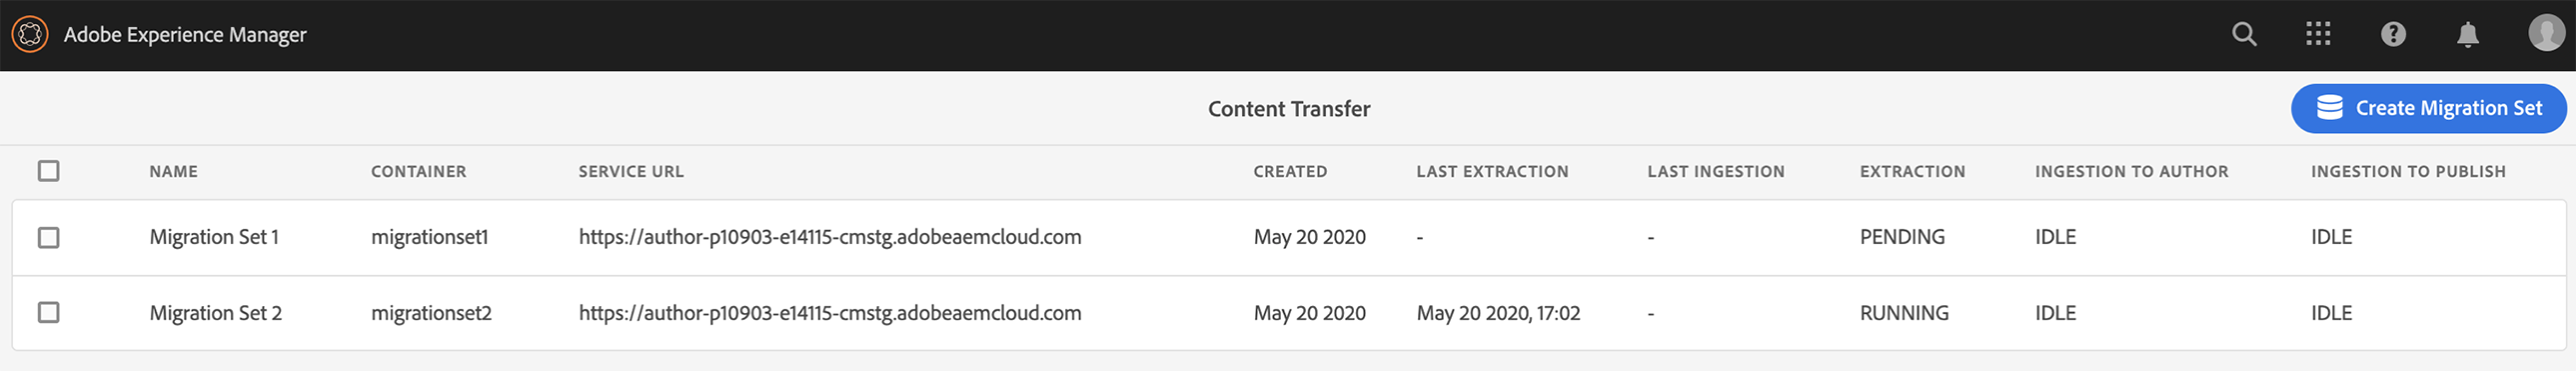 Adobe Experience Manager
?
Content Transfer
Create Migration Set
NAME CONTAINER SERVICE URL CREATED LAST EXTRACTION LAST INGESTION EXTRACTION INGESTION TO AUTHOR INGESTION TO PUBLISH
Migration Set 1 migrationset1 https://author-p10903-e14115-cmstg.adobeaemcloud.com May 20 2020 - - PENDING IDLE IDLE
Migration Set 2 migrationset2 https://author-p10903-e14115-cmstg.adobeaemcloud.com May 20 2020 May 20 2020, 17:02 - RUNNING IDLE IDLE